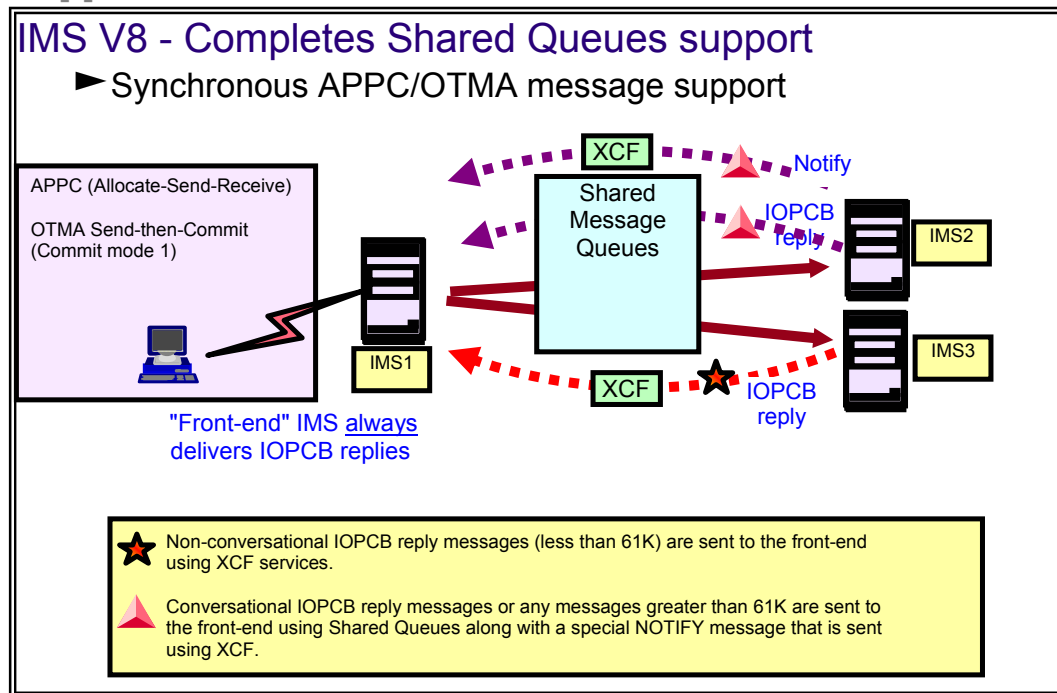 IMS V8 - Completes Shared Queues support
►Synchronous APPC/OTMA message support
APPC (Allocate-Send-Receive)
OTMA Send-then-Commit
(Commit mode 1)
IMS1
"Front-end" IMS always
delivers IOPCB replies
XCF
Notify
Shared
Message
Queues
IOPCB
reply
IMS2
IMS3
XCF
IOPCB
reply
Non-conversational IOPCB reply messages (less than 61K) are sent to the front-end
using XCF services.
Conversational IOPCB reply messages or any messages greater than 61K are sent to
the front-end using Shared Queues along with a special NOTIFY message that is sent
using XCF.